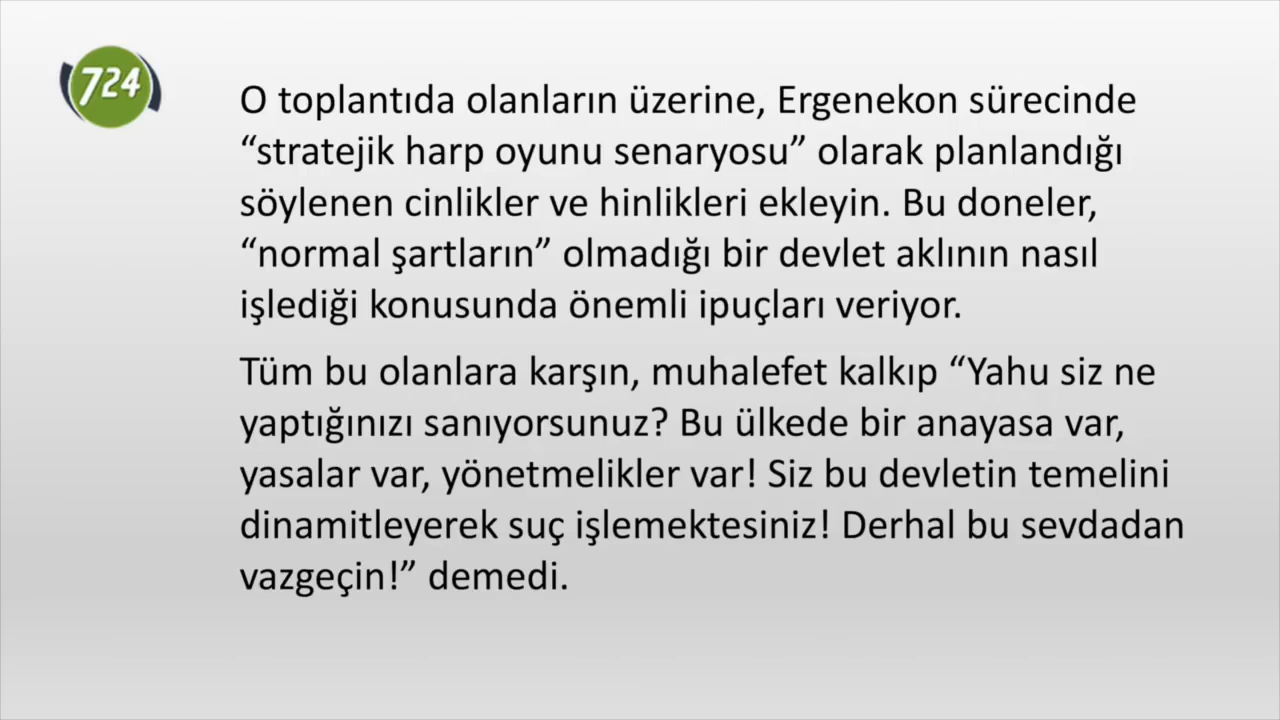 724
O toplantıda olanların üzerine, Ergenekon sürecinde
“stratejik harp oyunu senaryosu” olarak planlandığı
söylenen cinlikler ve hinlikleri ekleyin. Bu doneler,
“normal şartların” olmadığı bir devlet aklının nasıl
işlediği konusunda önemli ipuçları veriyor.
Tüm bu olanlara karşın, muhalefet kalkıp “Yahu siz ne
yaptığınızı sanıyorsunuz? Bu ülkede bir anayasa var,
yasalar var, yönetmelikler var! Siz bu devletin temelini
dinamitleyerek suç işlemektesiniz! Derhal bu sevdadan
vazgeçin!” demedi.